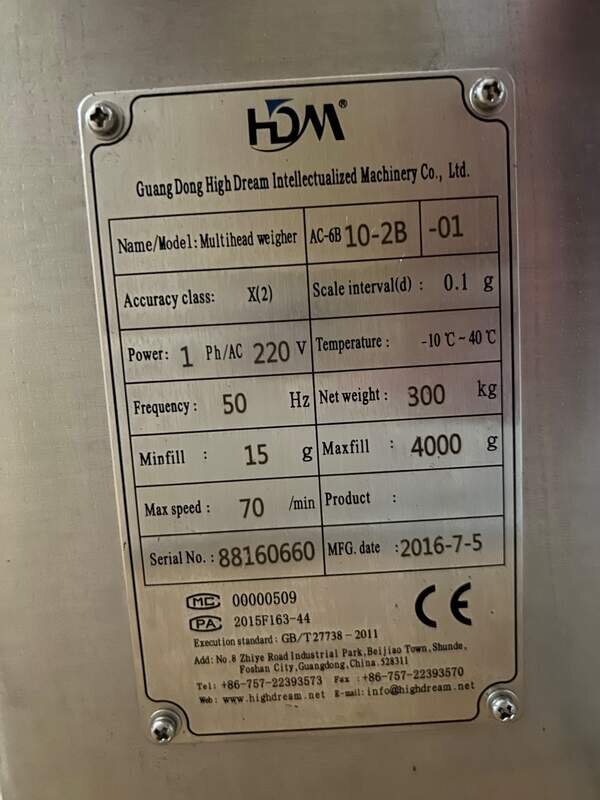 HDM®
Guang Dong High Dream Intellectualized Machinery Co., Ltd.
Name/Model: Multihead weigher AC-6B 10-2B -01
Accuracy class: X(2) Scale interval(d) : 0.1 g
Power: 1 Ph/AC 220 V Temperature : -10℃~40℃
Frequency : 50 Hz Net weight : 300 kg
Minfill : 15 g Maxfill : 4000 g
Max speed : 70 /min Product :
Serial No. : 88160660 MFG. date : 2016-7-5
MC 00000509
PA 2015F163-44
CE
Execution standard : GB/T27738-2011
Add: No.8 Zhiye Road Industrial Park,Beijiao Town,Shunde,
Foshan City,Guangdong,China.528311
Tel: +86-757-22393573 Fax :+86-757-22393570
Web: www.highdream.net E-mail: info@highdream.net